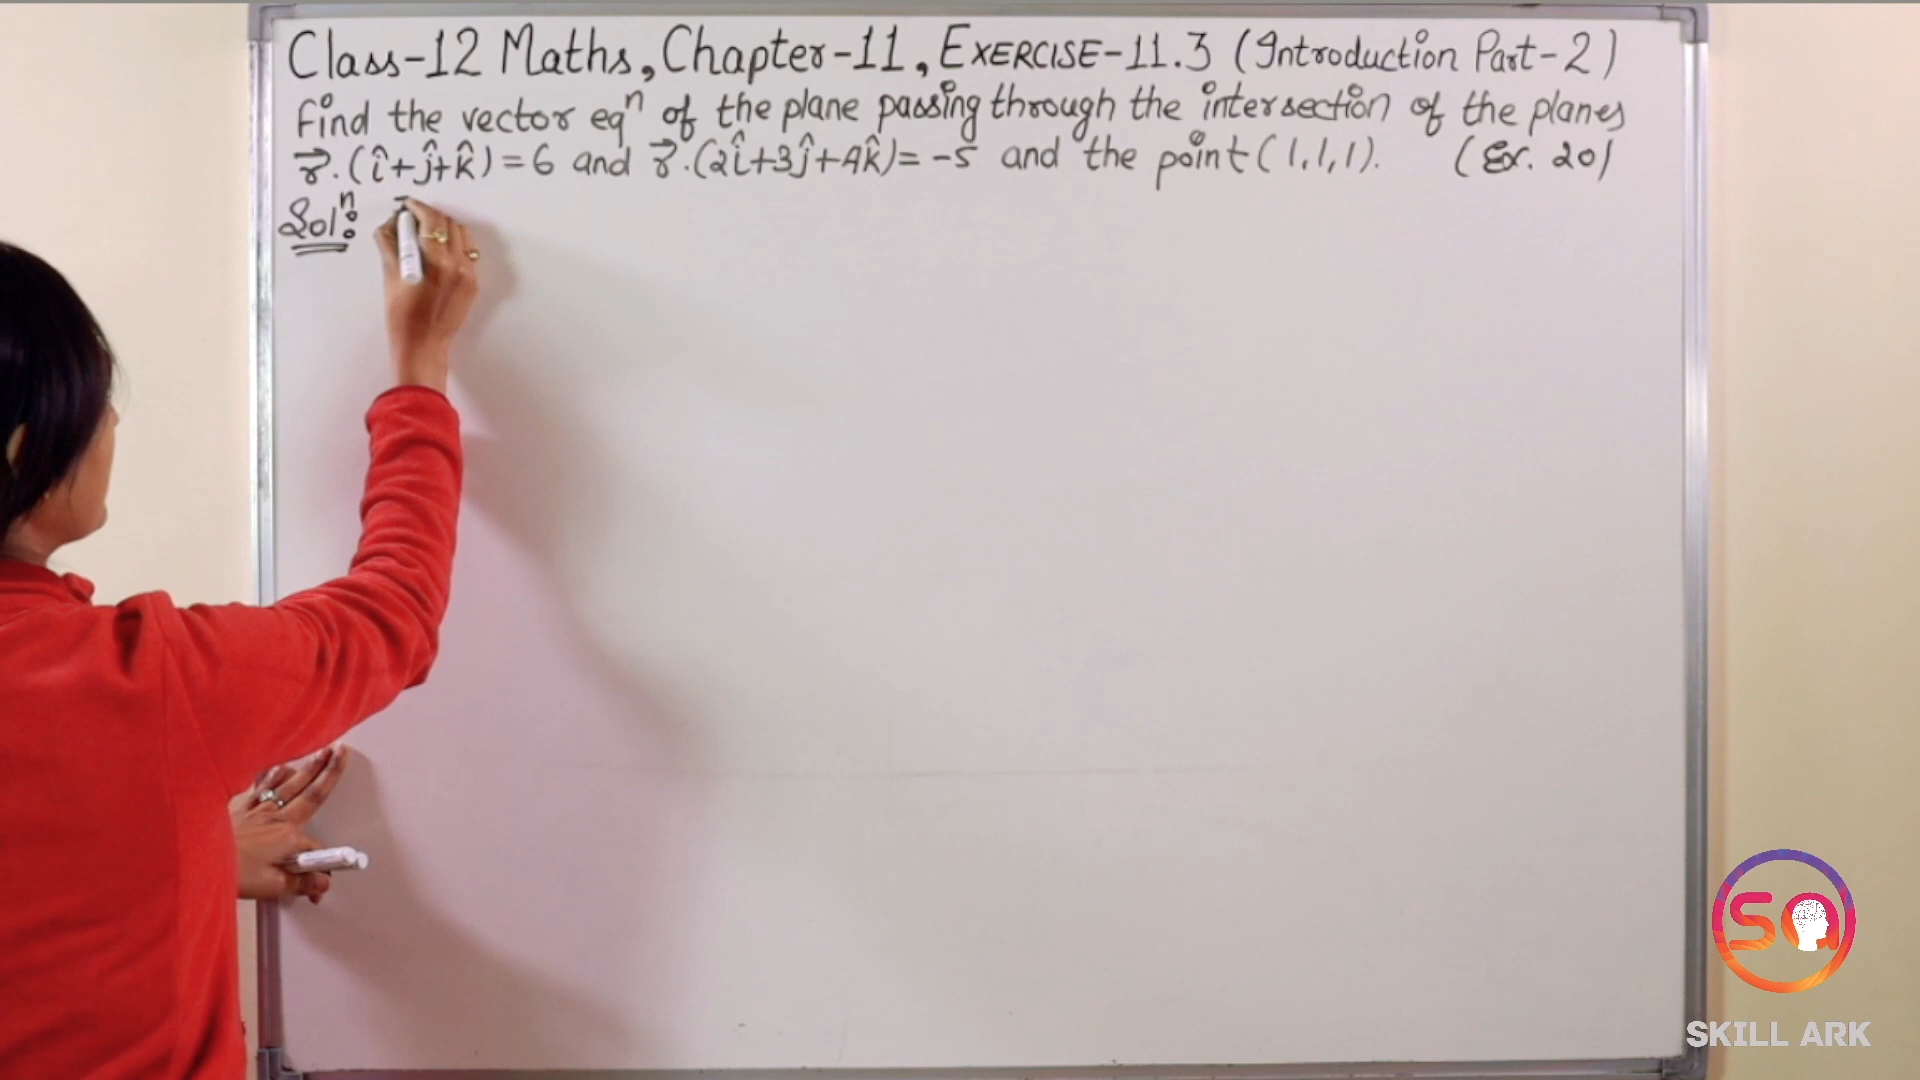 Class-12 Maths, Chapter-11, EXERCISE-11.3 (Introduction Part-2)
Find the vector eqⁿ of the plane passing through the intersection of the planes
r⃗.(î+ĵ+k̂)=6 and r⃗.(2î+3ĵ+4k̂)=-5 and the point (1,1,1). (Ex. 20)
Solⁿ:
SA
SKILL ARK